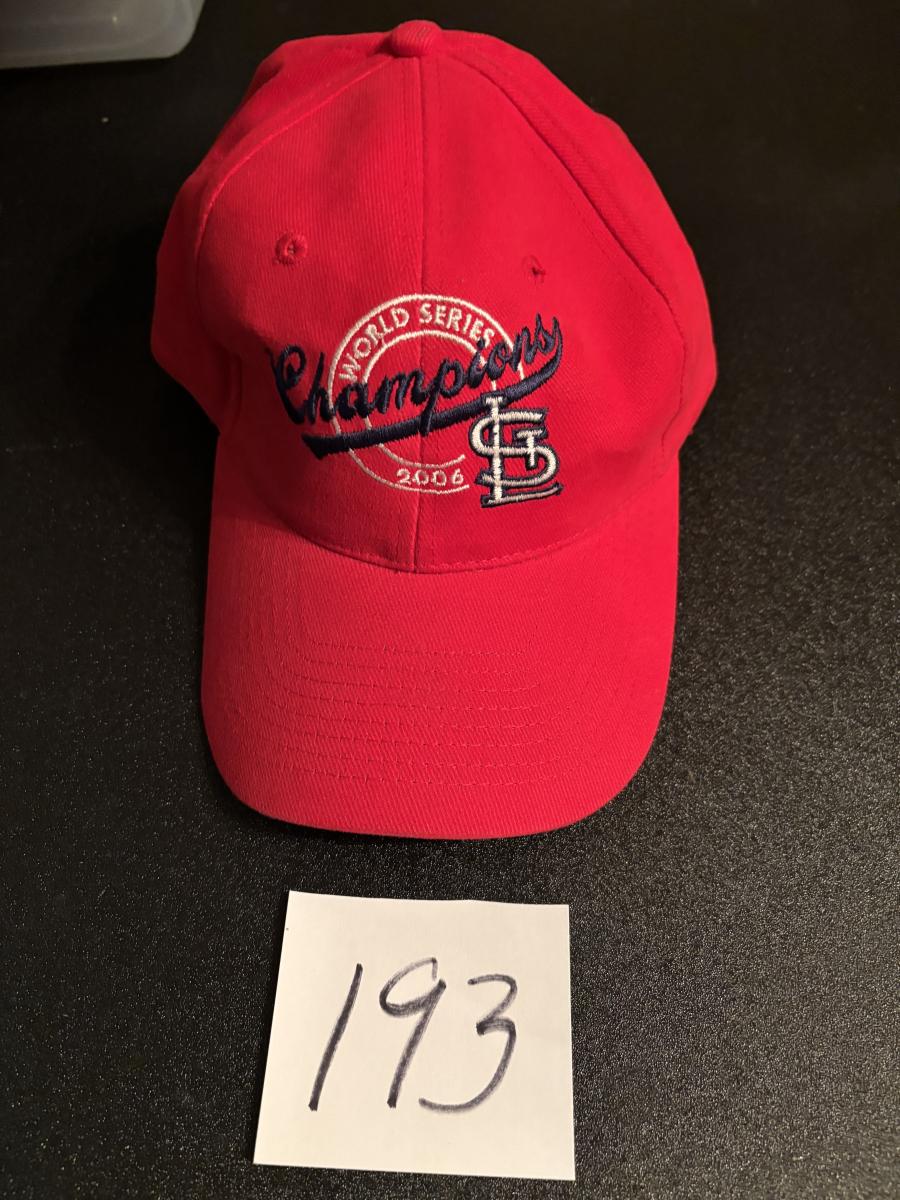 WORLD SERIES
Champions
2006
STL
193